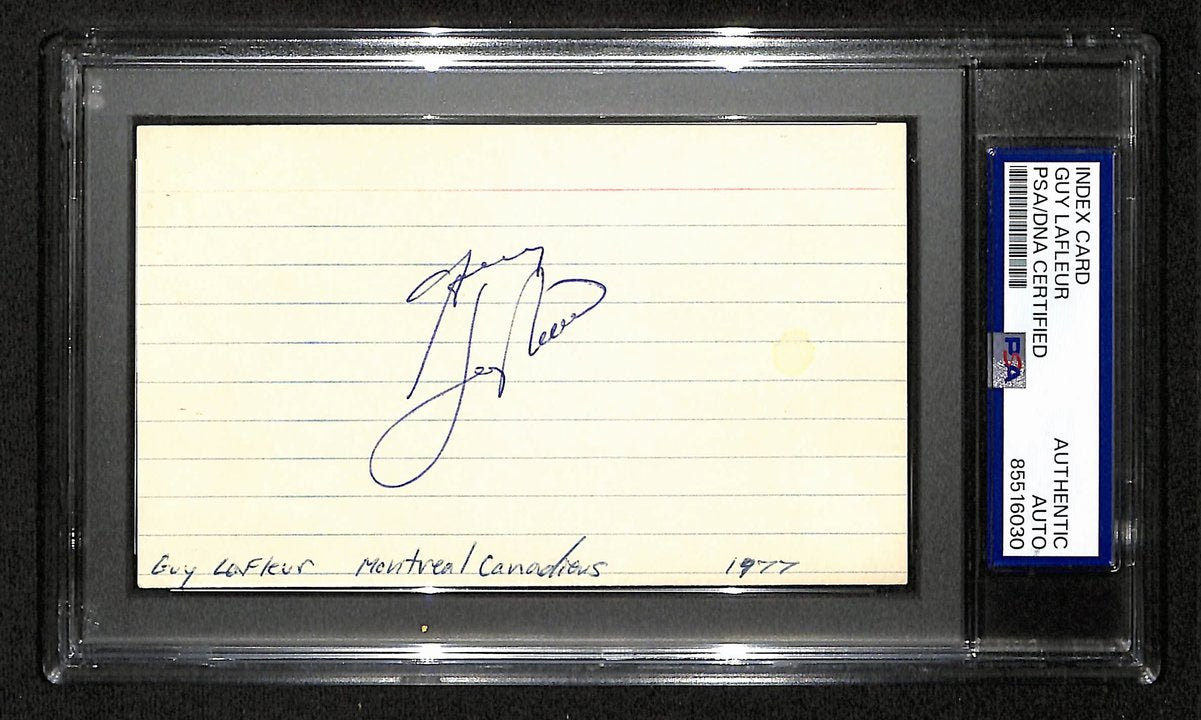 Guy LaFleur Montreal Canadiens 1977
INDEX CARD
GUY LAFLEUR
PSA/DNA CERTIFIED
AUTHENTIC
AUTO
85516030
PSA